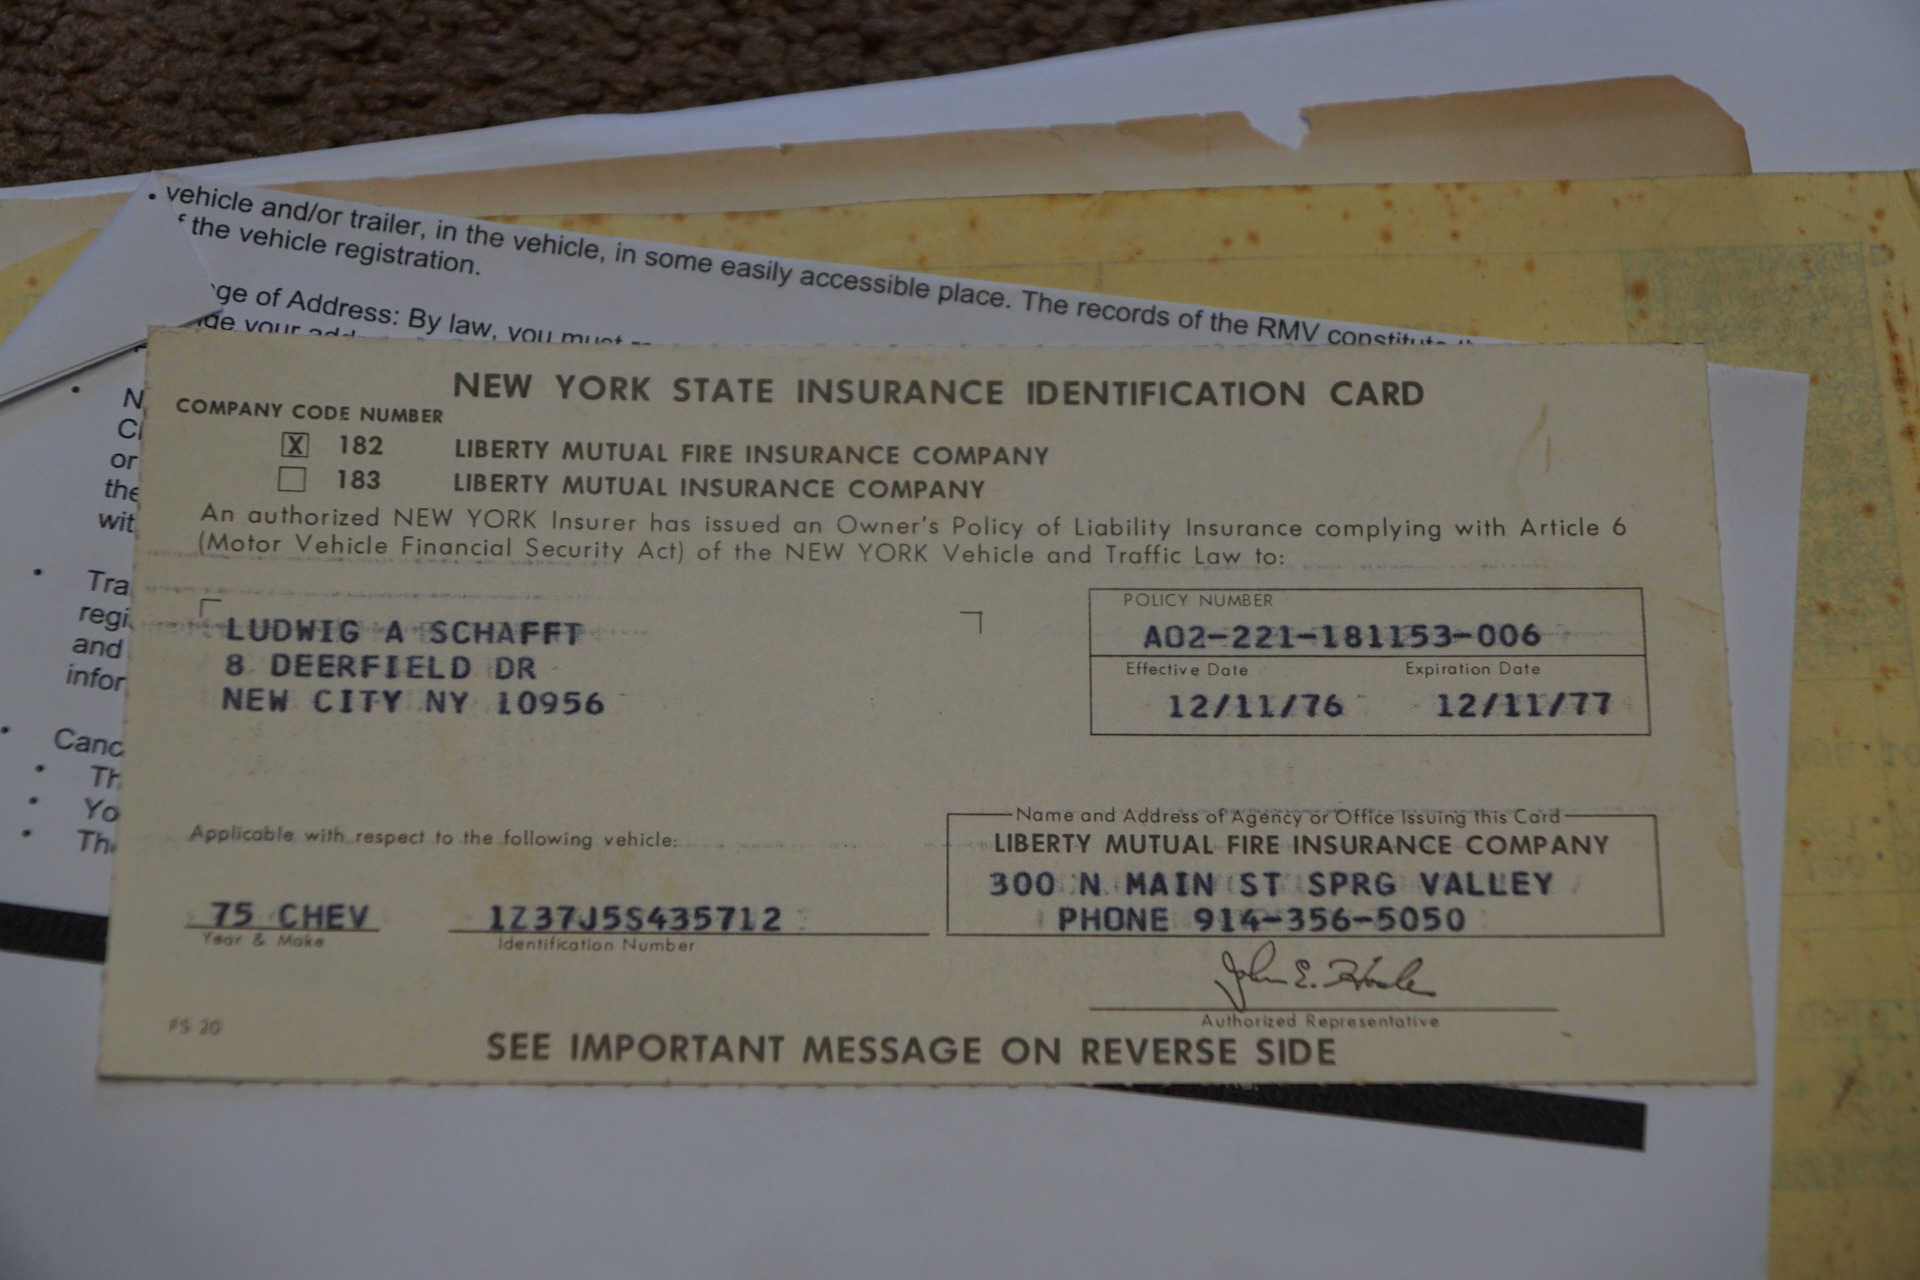 • vehicle and/or trailer, in the vehicle, in some easily accessible place. The records of the RMV
the vehicle registration.
of Address: By law, you must
your
NEW YORK STATE INSURANCE IDENTIFICATION CARD
COMPANY CODE NUMBER
X 182 LIBERTY MUTUAL FIRE INSURANCE COMPANY
183 LIBERTY MUTUAL INSURANCE COMPANY
An authorized NEW YORK Insurer has issued an Owner's Policy of Liability Insurance complying with Article 6
(Motor Vehicle Financial Security Act) of the NEW YORK Vehicle and Traffic Law to:
LUDWIG A SCHAFFT
8 DEERFIELD DR
NEW CITY NY 10956
POLICY NUMBER
A02-221-181153-006
Effective Date Expiration Date
12/11/76 12/11/77
Applicable with respect to the following vehicle:
75 CHEV 1Z37J5S435712
Year & Make Identification Number
Name and Address of Agency or Office Issuing this Card
LIBERTY MUTUAL FIRE INSURANCE COMPANY
300 N MAIN ST SPRG VALLEY
PHONE 914-356-5050
John E.
Authorized Representative
FS 20
SEE IMPORTANT MESSAGE ON REVERSE SIDE
or
and